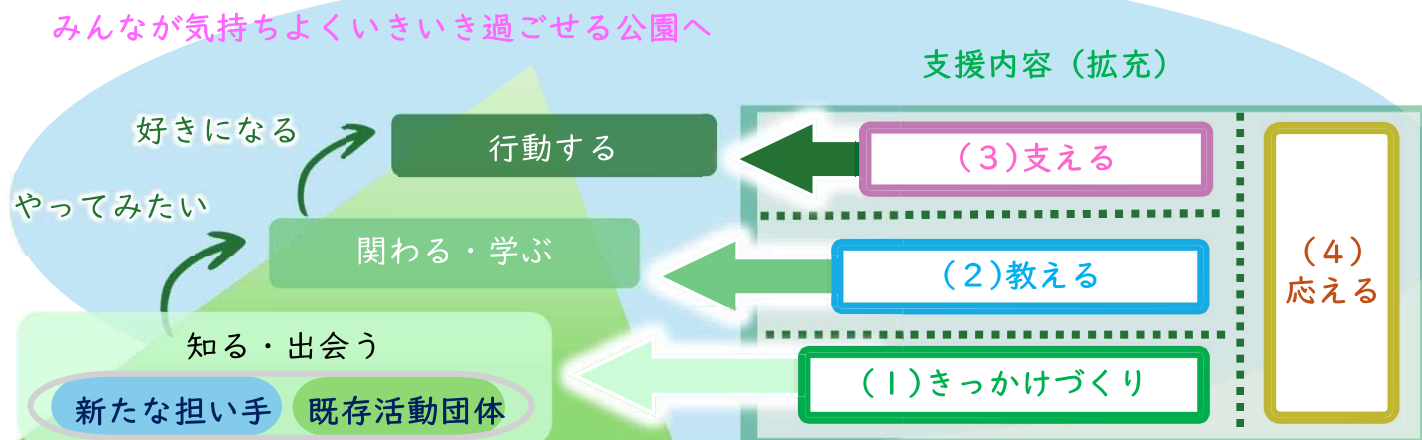 みんなが気持ちよくいきいき過ごせる公園へ
支援内容（拡充）
好きになる
行動する
（３）支える
やってみたい
関わる・学ぶ
（２）教える
（４）
応える
知る・出会う
（１）きっかけづくり
新たな担い手
既存活動団体